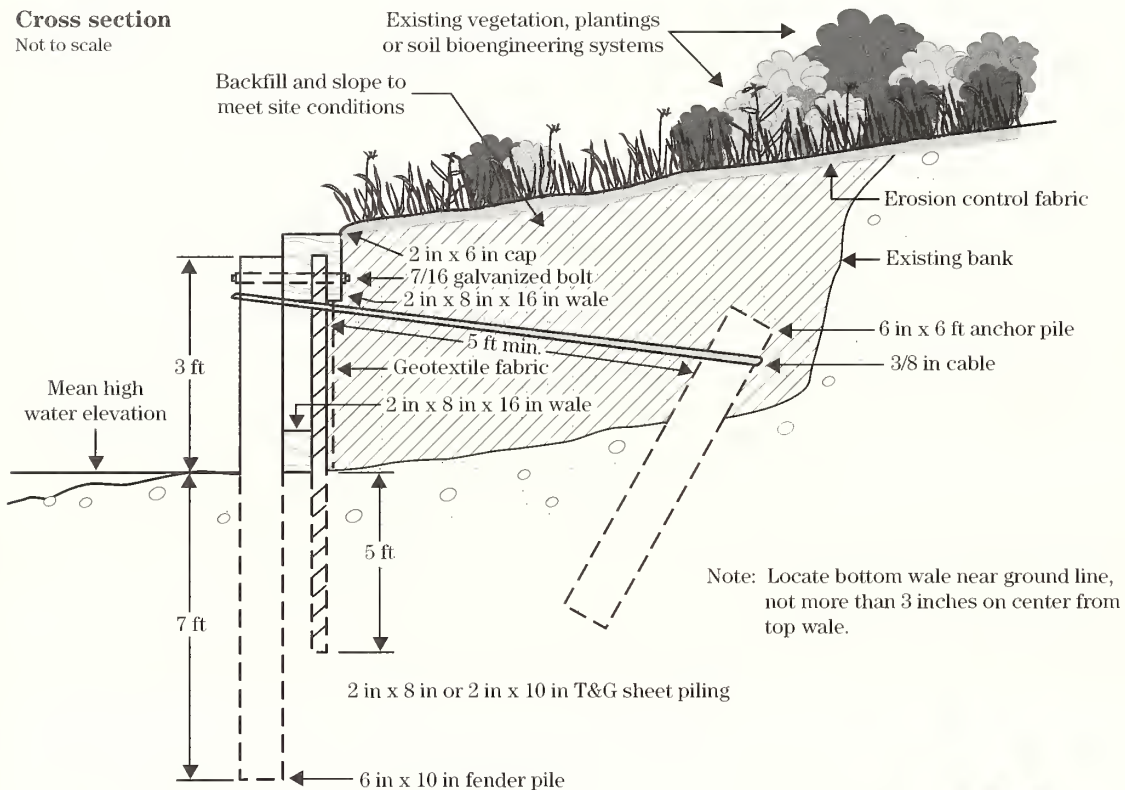 Cross section
Not to scale
Existing vegetation, plantings
or soil bioengineering systems
Backfill and slope to
meet site conditions
Erosion control fabric
2 in x 6 in cap
7/16 galvanized bolt
Existing bank
2 in x 8 in x 16 in wale
6 in x 6 ft anchor pile
5 ft min.
3/8 in cable
3 ft
Geotextile fabric
Mean high
water elevation
2 in x 8 in x 16 in wale
5 ft
Note: Locate bottom wale near ground line,
not more than 3 inches on center from
top wale.
7 ft
2 in x 8 in or 2 in x 10 in T&G sheet piling
6 in x 10 in fender pile